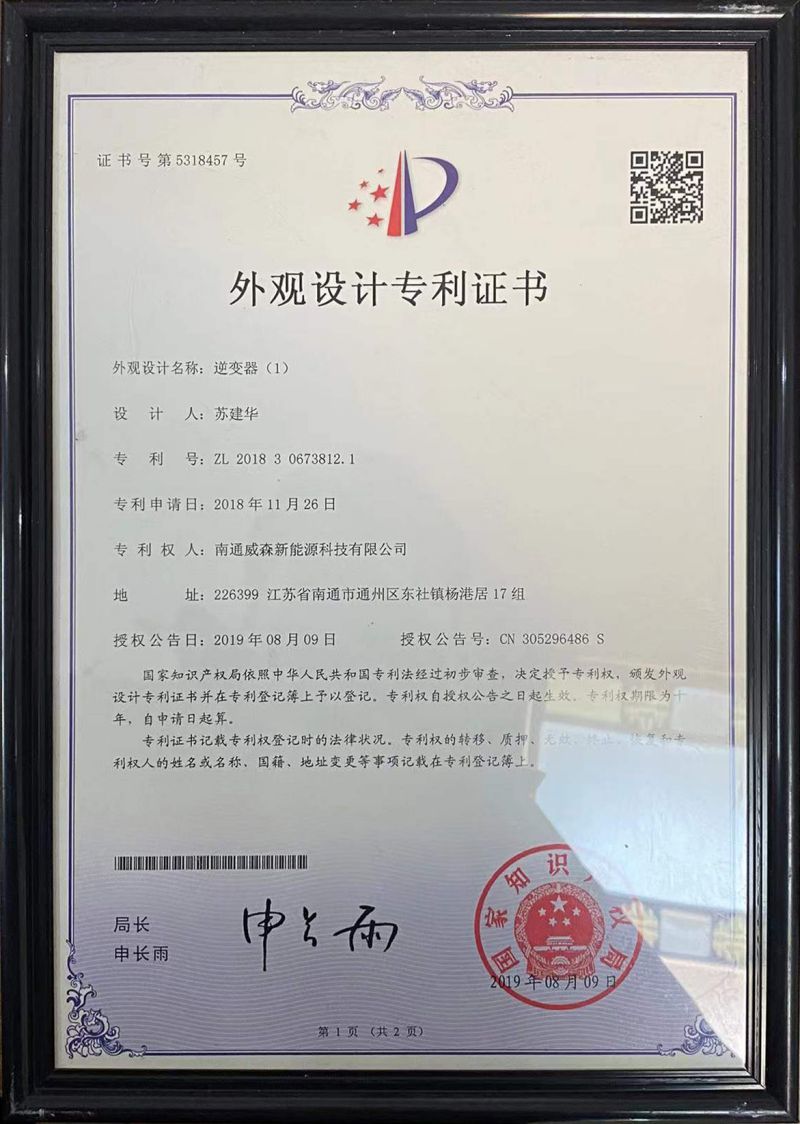 证书号第5318457号
外观设计专利证书
外观设计名称：逆变器（1）
设计人：苏建华
专利号：ZL 2018 3 0673812.1
专利申请日：2018年11月26日
专利权人：南通威森新能源科技有限公司
地址：226399 江苏省南通市通州区东社镇杨港居17组
授权公告日：2019年08月09日 授权公告号：CN 305296486 S
国家知识产权局依照中华人民共和国专利法经过初步审查，决定授予专利权，颁发外观
设计专利证书并在专利登记簿上予以登记。专利权自授权公告之日起生效。专利权期限为十
年，自申请日起算。
专利证书记载专利权登记时的法律状况。专利权的转移、质押、无效、终止、恢复和专
利权人的姓名或名称、国籍、地址变更等事项记载在专利登记簿上。
局长
申长雨
申长雨
国家知识产权局
2019年08月09日
第1页（共2页）